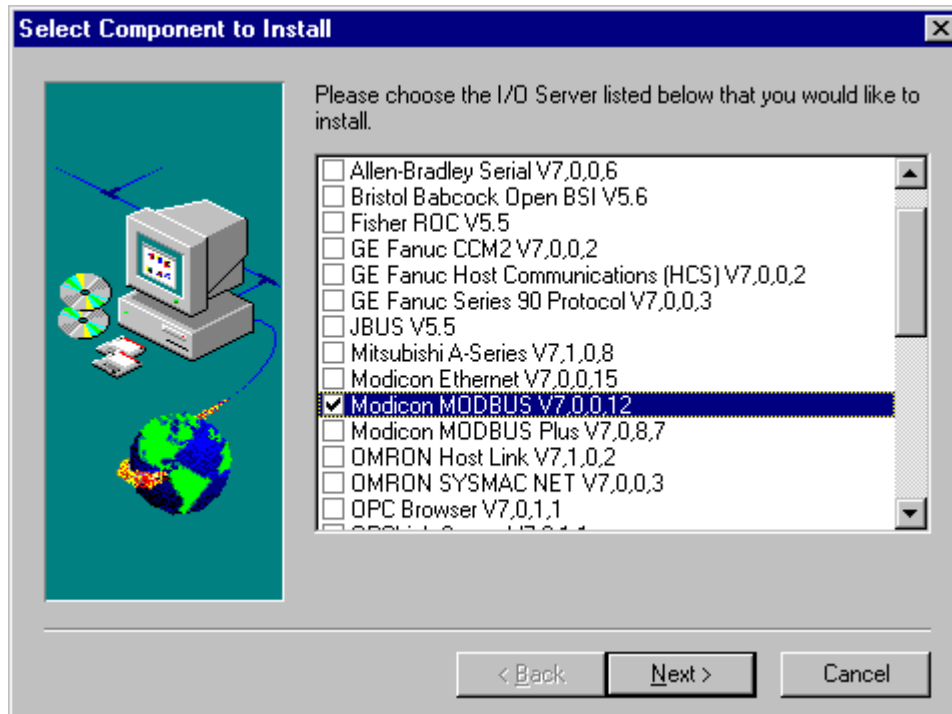 Select Component to Install
Please choose the I/O Server listed below that you would like to
install.
Allen-Bradley Serial V7,0,0,6
Bristol Babcock Open BSI V5.6
Fisher ROC V5.5
GE Fanuc CCM2 V7,0,0,2
GE Fanuc Host Communications (HCS) V7,0,0,2
GE Fanuc Series 90 Protocol V7,0,0,3
JBUS V5.5
Mitsubishi A-Series V7,1,0,8
Modicon Ethernet V7,0,0,15
Modicon MODBUS V7,0,0,12
Modicon MODBUS Plus V7,0,8,7
OMRON Host Link V7,1,0,2
OMRON SYSMAC NET V7,0,0,3
OPC Browser V7,0,1,1
< Back
Next >
Cancel